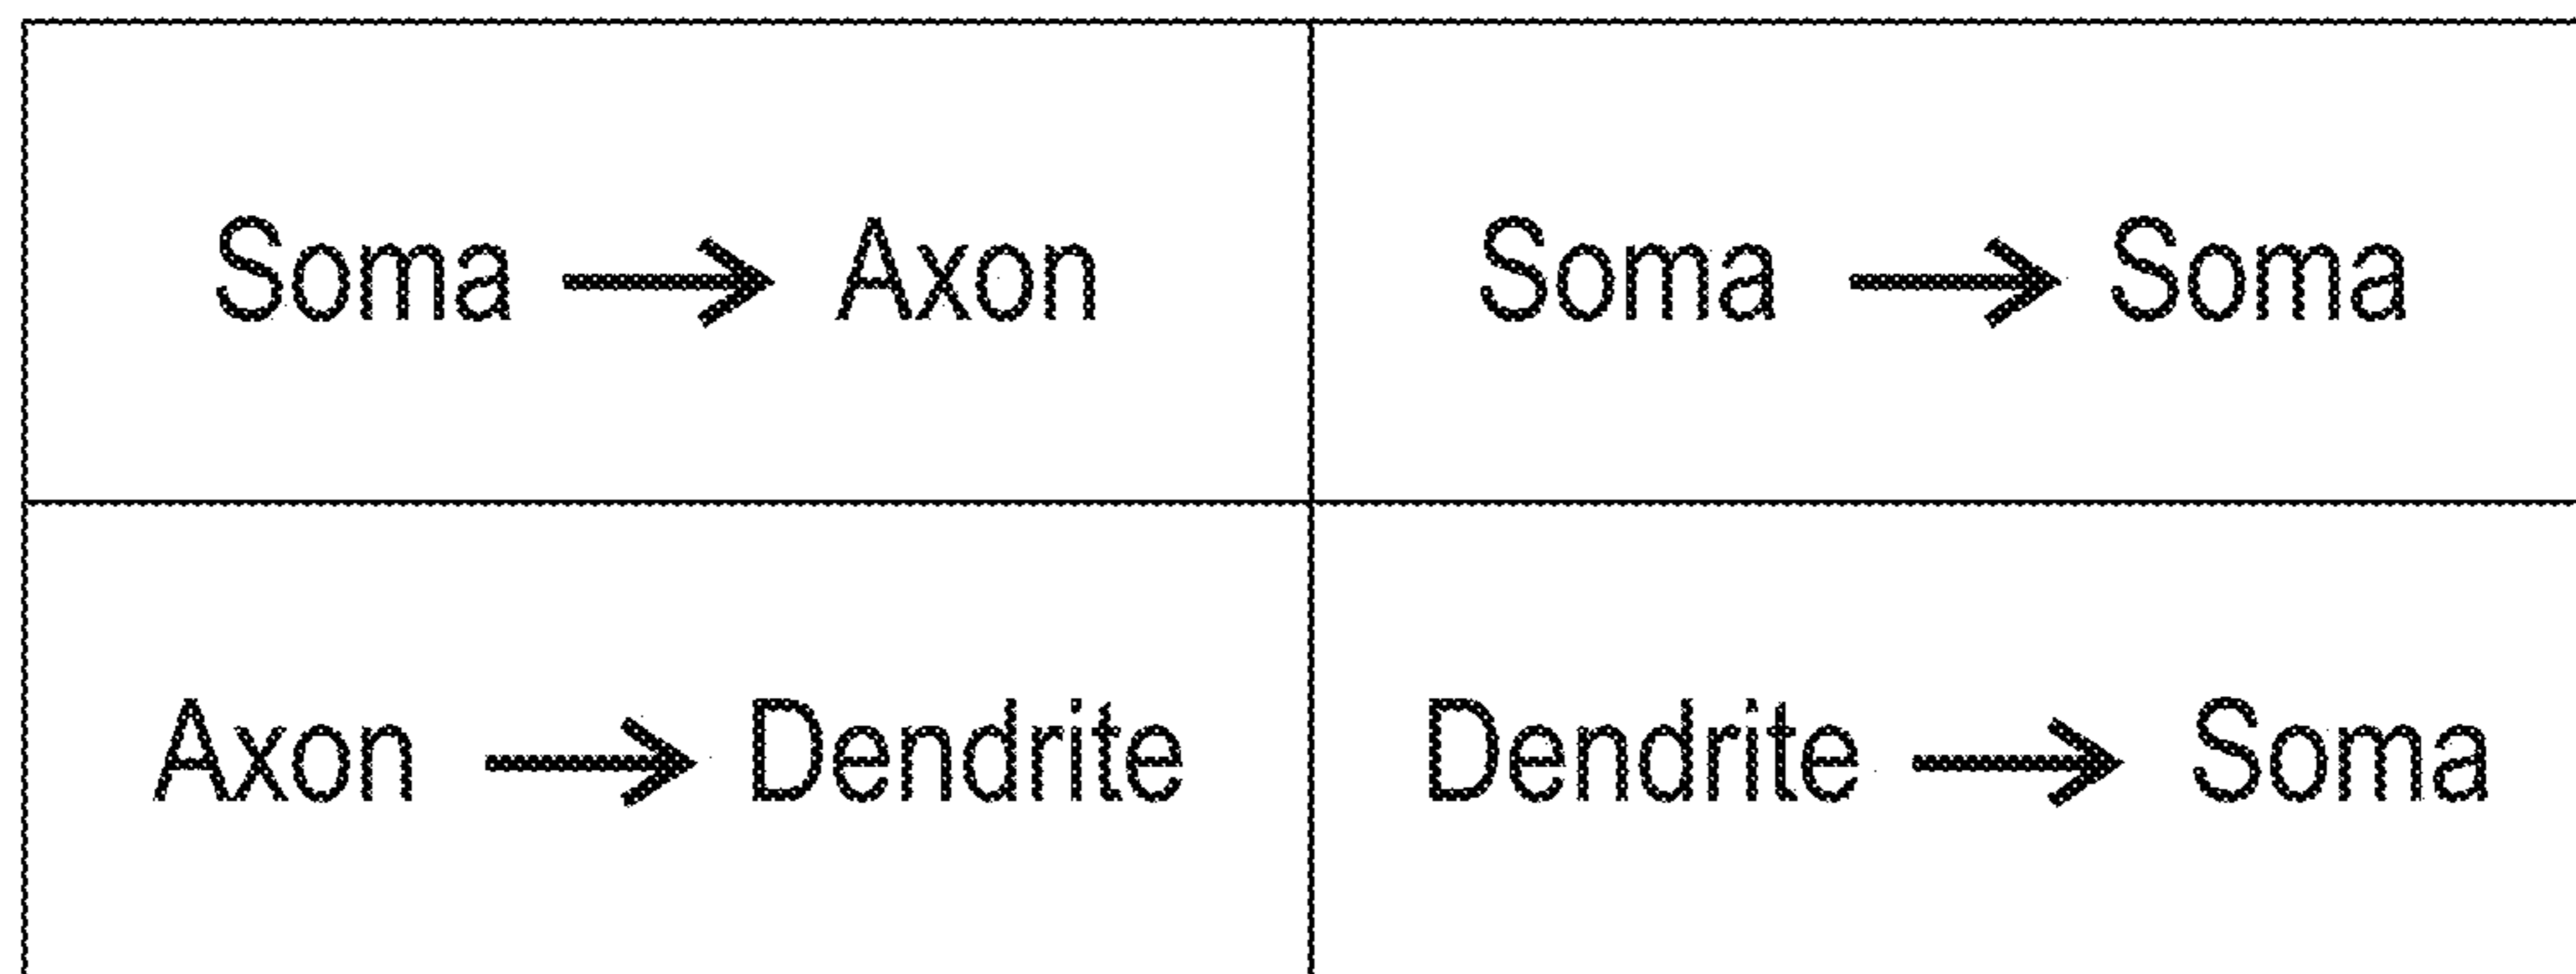 Soma → Axon
Soma → Soma
Axon → Dendrite
Dendrite → Soma